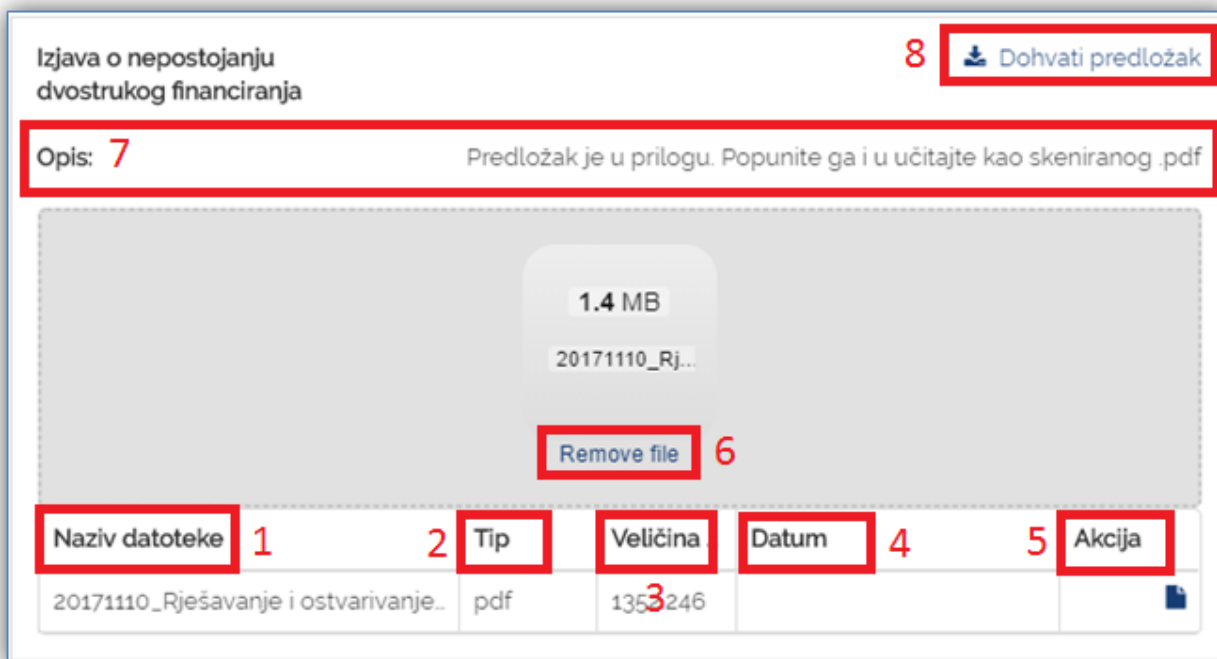 Izjava o nepostojanju
dvostrukog financiranja
8 Dohvati predložak
Opis: 7 Predložak je u prilogu. Popunite ga i u učitajte kao skeniranog .pdf
1.4 MB
20171110_Rj...
Remove file 6
Naziv datoteke 1 2 Tip Veličina . Datum 4 5 Akcija
20171110_Rješavanje i ostvarivanje... pdf
3